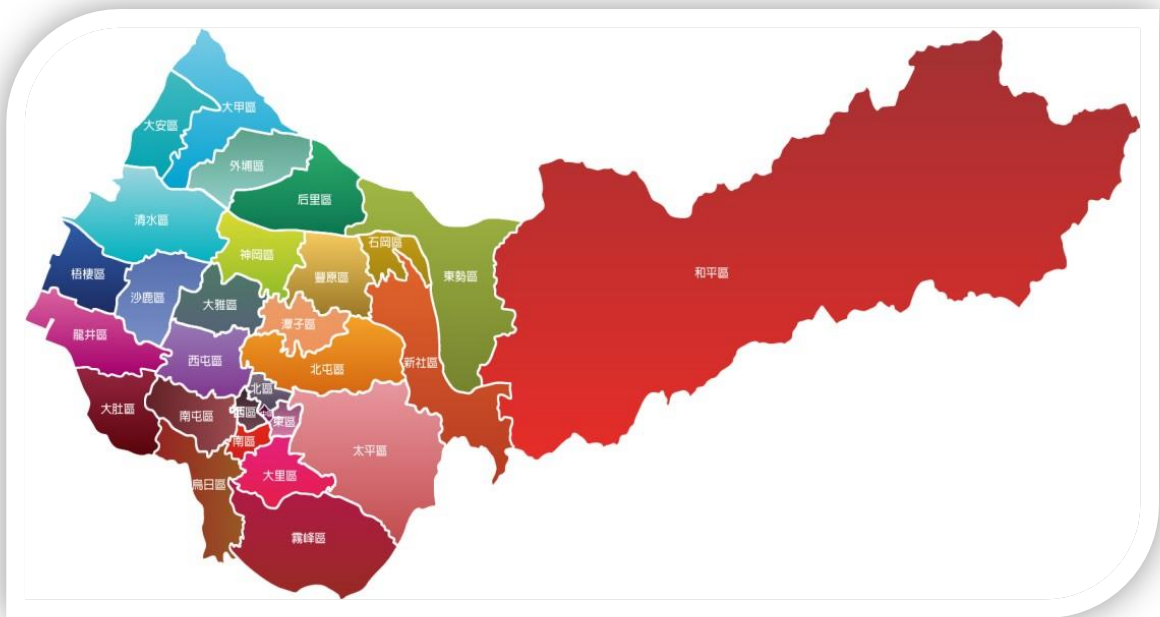 大甲區
大安區
外埔區
后里區
清水區
神岡區
石岡區
東勢區
和平區
梧棲區
沙鹿區
大雅區
豐原區
潭子區
龍井區
西屯區
北屯區
新社區
北區
大肚區
南屯區
西區
東區
南區
太平區
大里區
烏日區
霧峰區